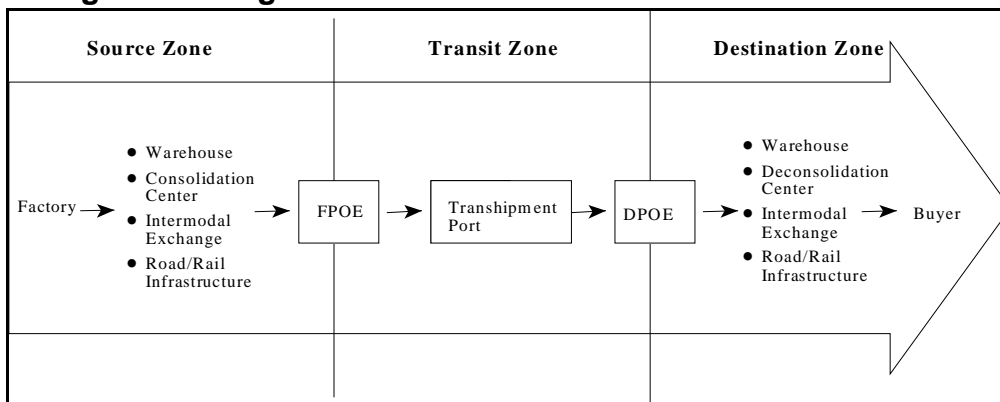 Source Zone
Transit Zone
Destination Zone
Factory
● Warehouse
● Consolidation
Center
● Intermodal
Exchange
● Road/Rail
Infrastructure
FPOE
Transhipment
Port
DPOE
● Warehouse
● Deconsolidation
Center
● Intermodal
Exchange
● Road/Rail
Infrastructure
Buyer